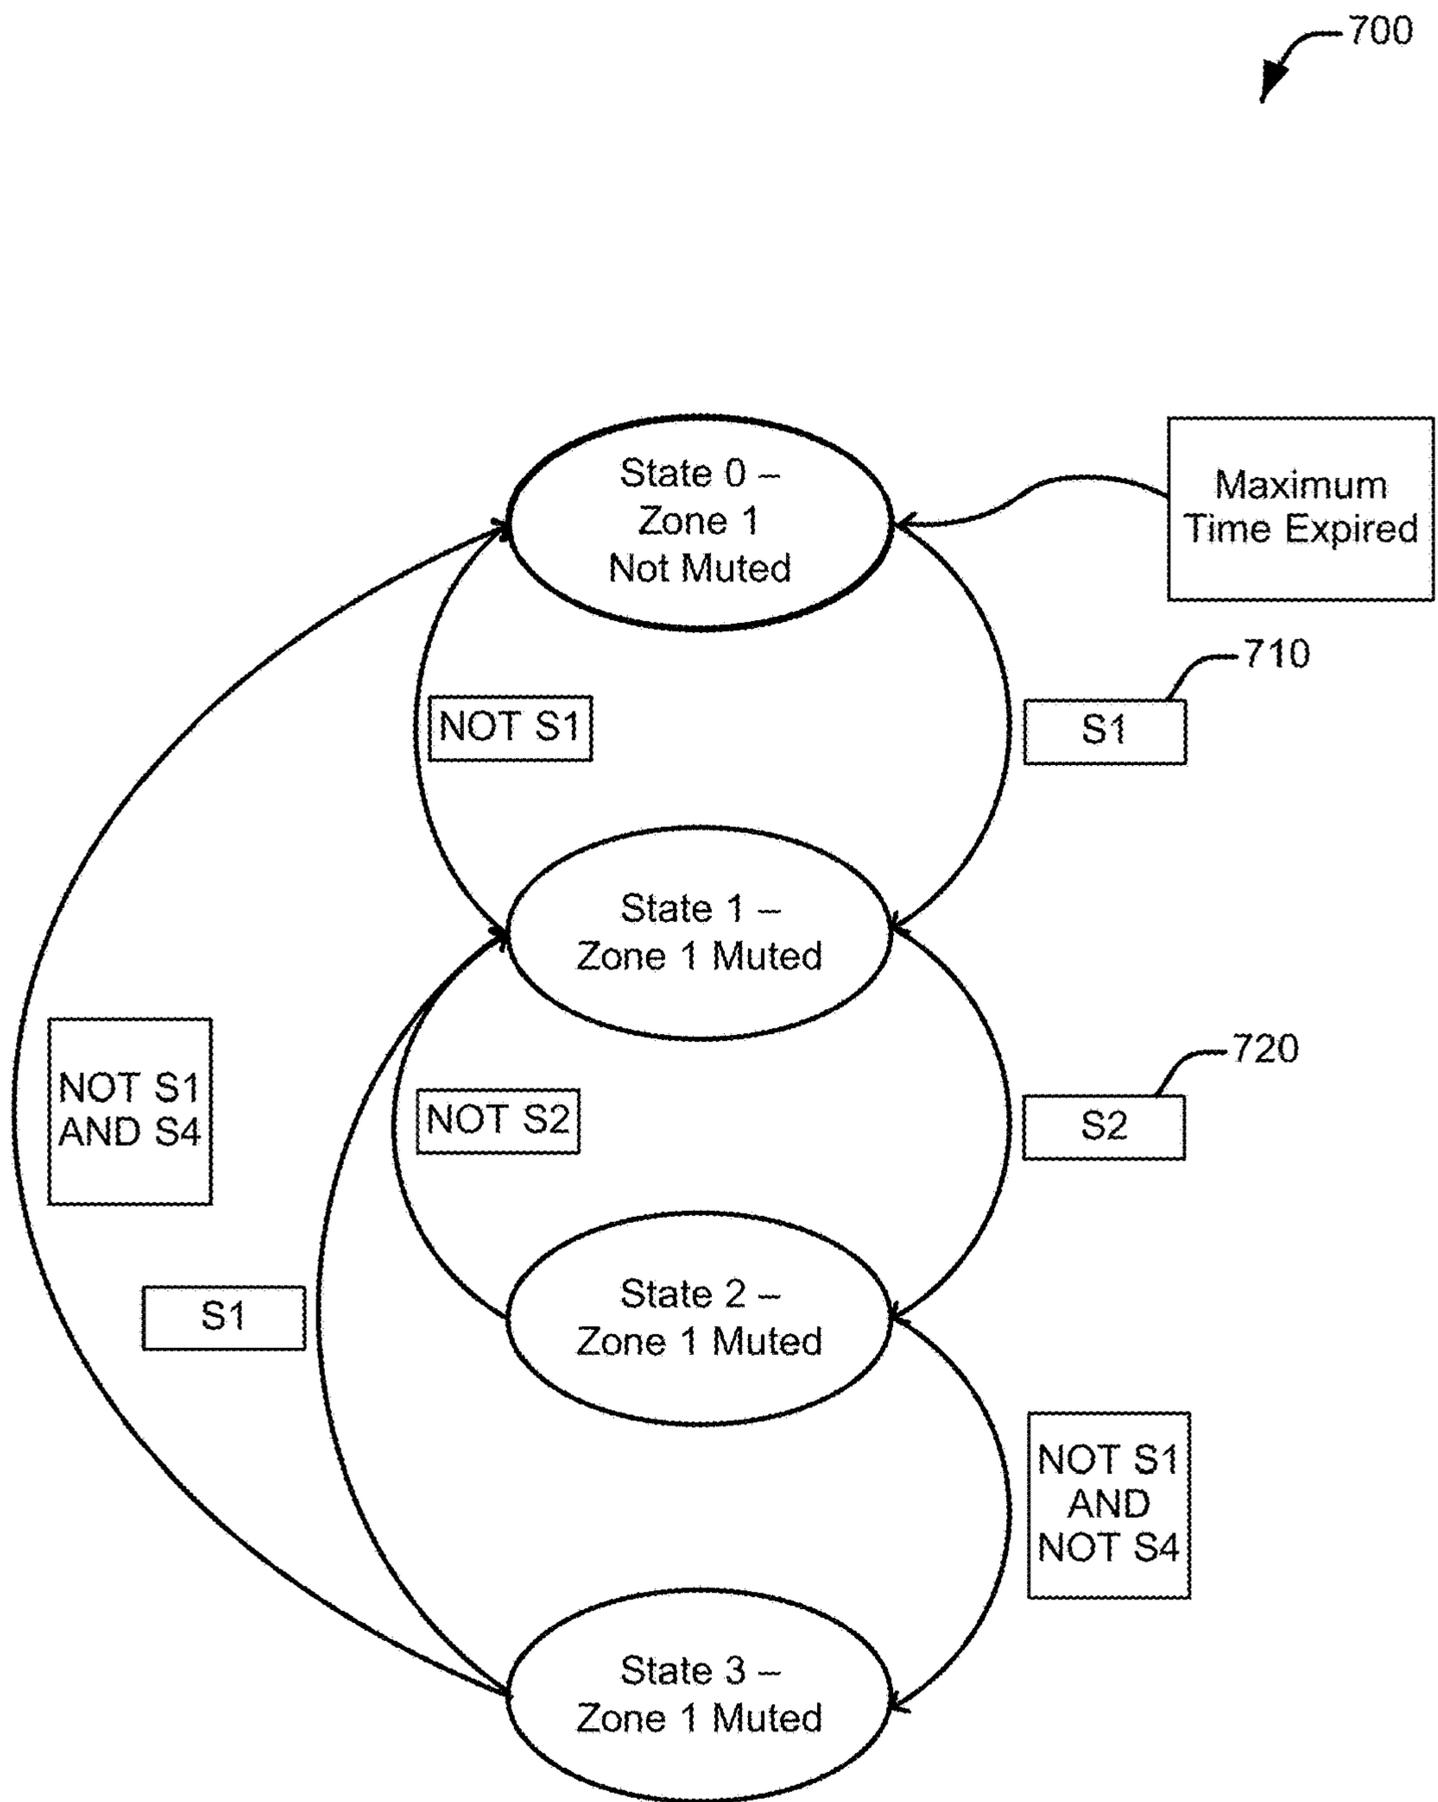 700
State 0 –
Zone 1
Not Muted
Maximum
Time Expired
710
NOT S1
S1
State 1 –
Zone 1 Muted
720
NOT S1
AND S4
NOT S2
S2
State 2 –
Zone 1 Muted
S1
NOT S1
AND
NOT S4
State 3 –
Zone 1 Muted